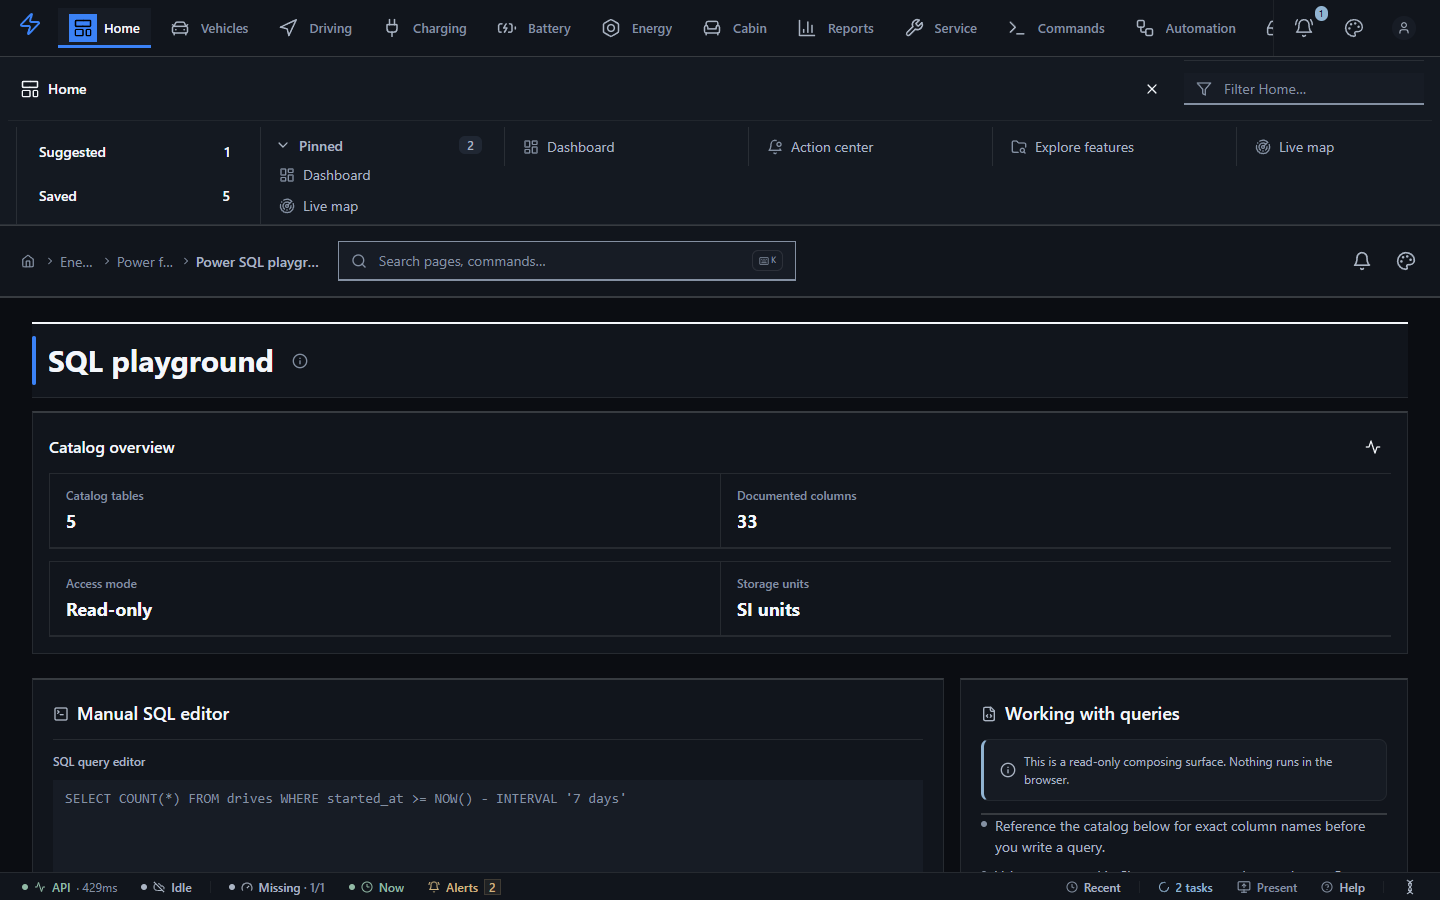 Home
Vehicles
Driving
Charging
Battery
Energy
Cabin
Reports
Service
Commands
Automation
1
Home
Filter Home...
Suggested 1
Saved 5
Pinned 2
Dashboard
Live map
Dashboard
Action center
Explore features
Live map
Ene... > Power f... > Power SQL playgr...
Search pages, commands...
K
SQL playground
Catalog overview
Catalog tables
5
Documented columns
33
Access mode
Read-only
Storage units
SI units
Manual SQL editor
SQL query editor
SELECT COUNT(*) FROM drives WHERE started_at >= NOW() - INTERVAL '7 days'
Working with queries
This is a read-only composing surface. Nothing runs in the
browser.
Reference the catalog below for exact column names before
you write a query.
API · 429ms
Idle
Missing · 1/1
Now
Alerts 2
Recent
2 tasks
Present
Help